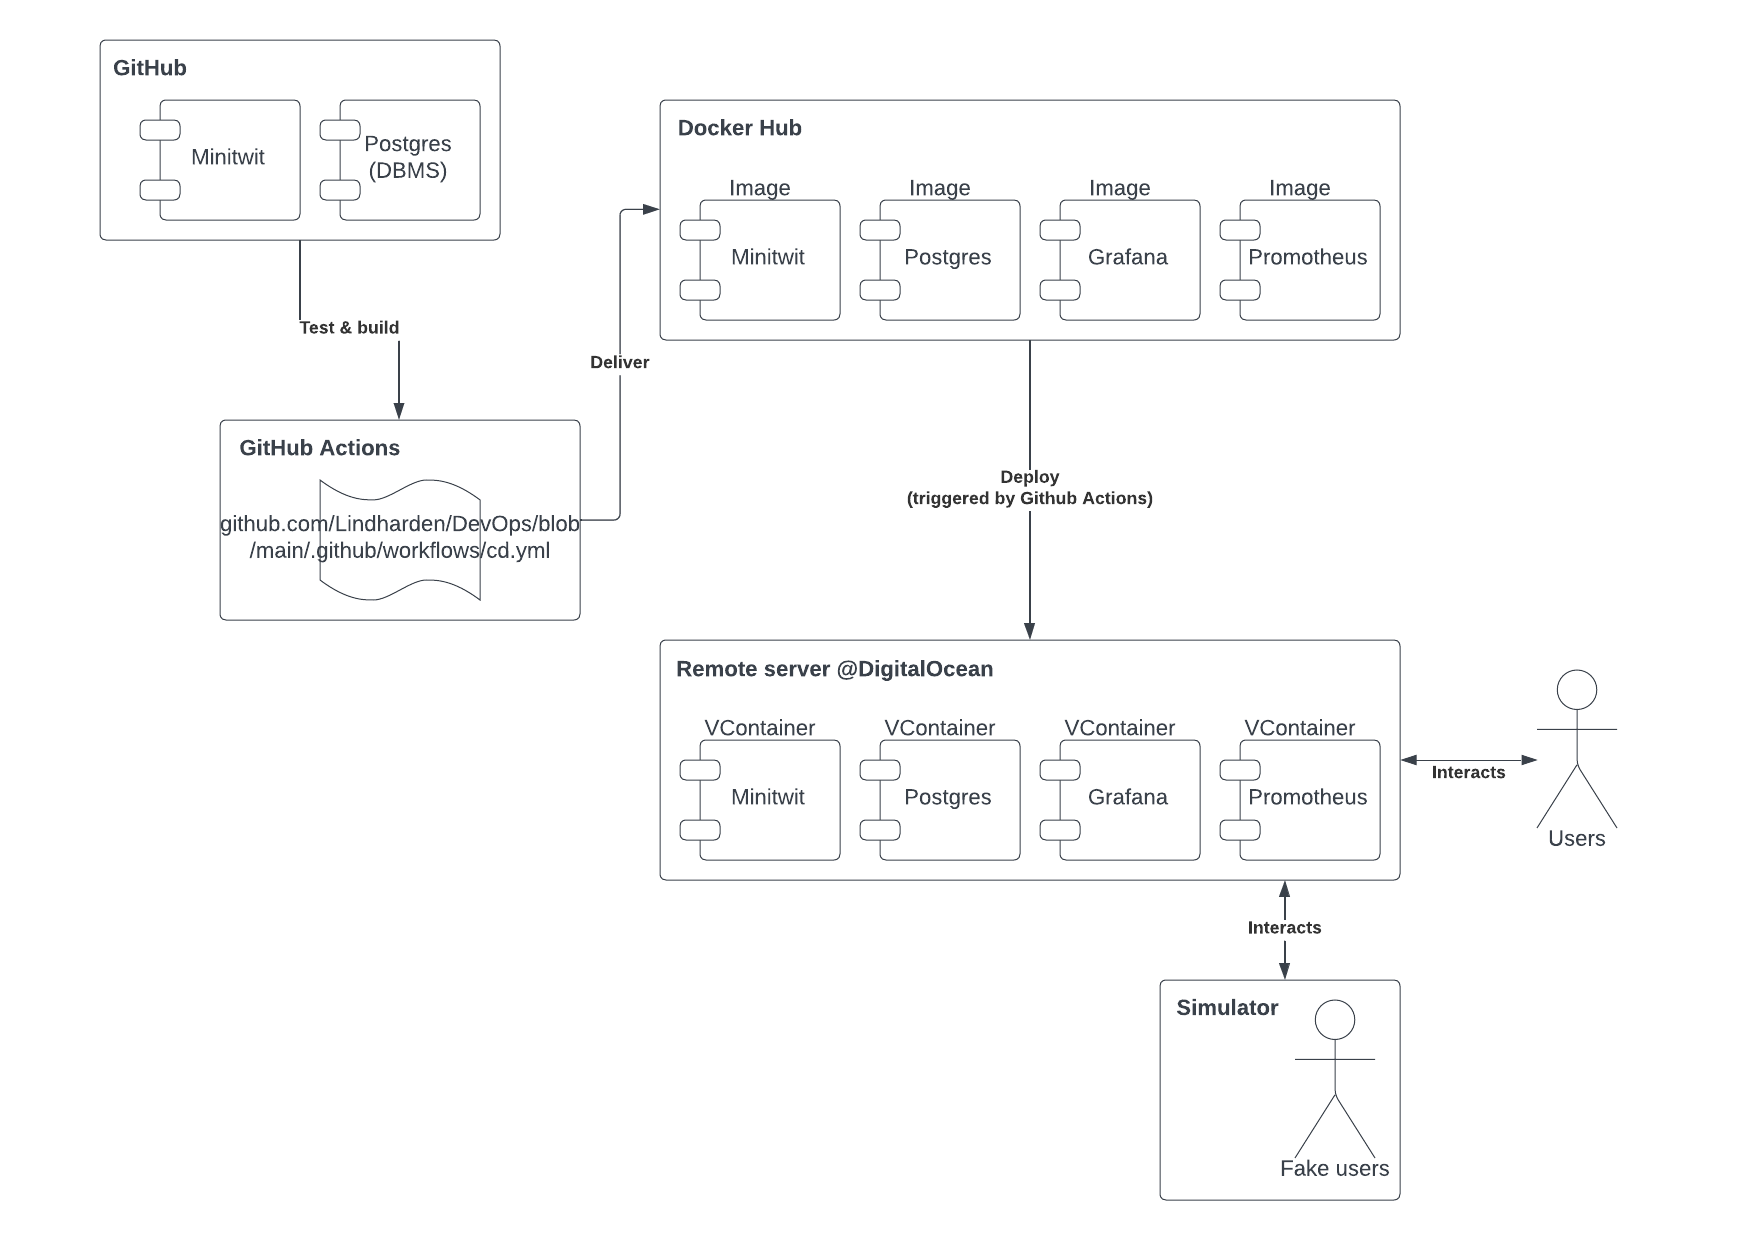 GitHub
Minitwit
Postgres
(DBMS)
Test & build
GitHub Actions
github.com/Lindharden/DevOps/blob
/main/.github/workflows/cd.yml
Deliver
Docker Hub
Image
Image
Image
Image
Minitwit
Postgres
Grafana
Promotheus
Deploy
(triggered by Github Actions)
Remote server @DigitalOcean
VContainer
VContainer
VContainer
VContainer
Minitwit
Postgres
Grafana
Promotheus
Interacts
Users
Interacts
Simulator
Fake users